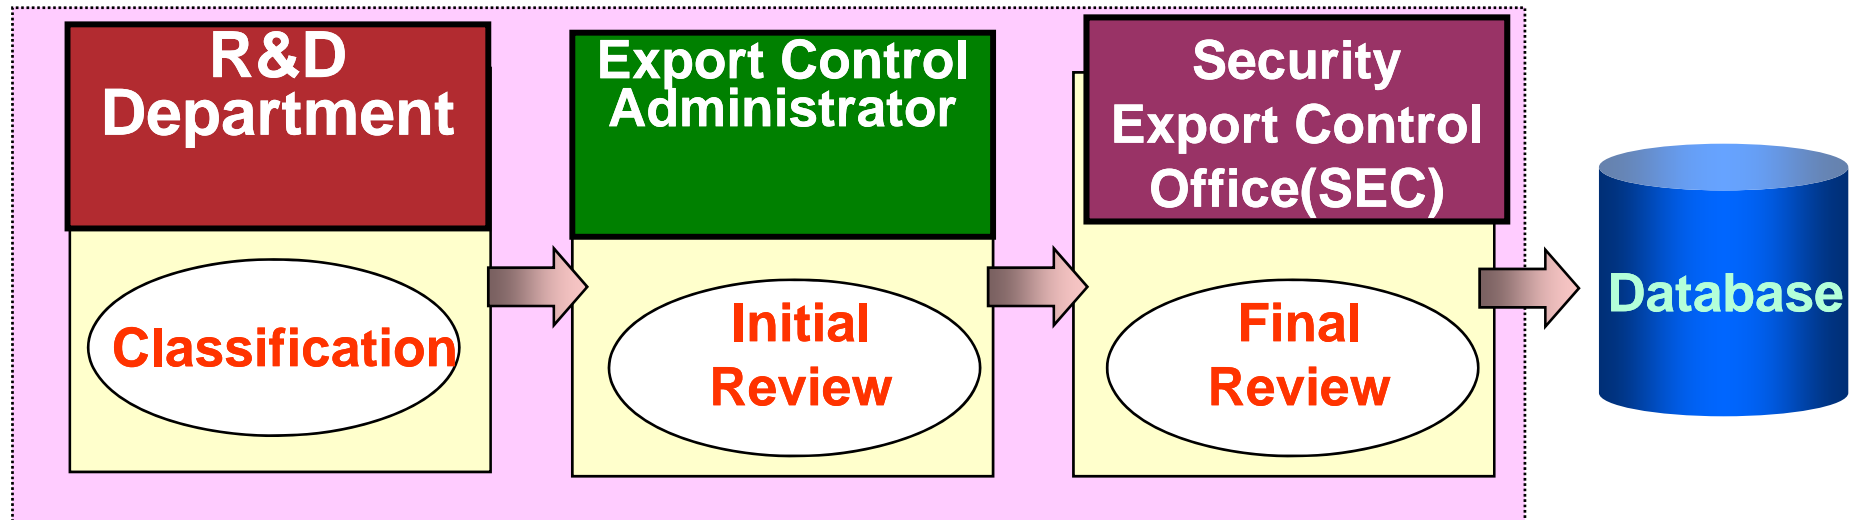 R&D
Department
Export Control
Administrator
Security
Export Control
Office(SEC)
Classification
Initial
Review
Final
Review
Database